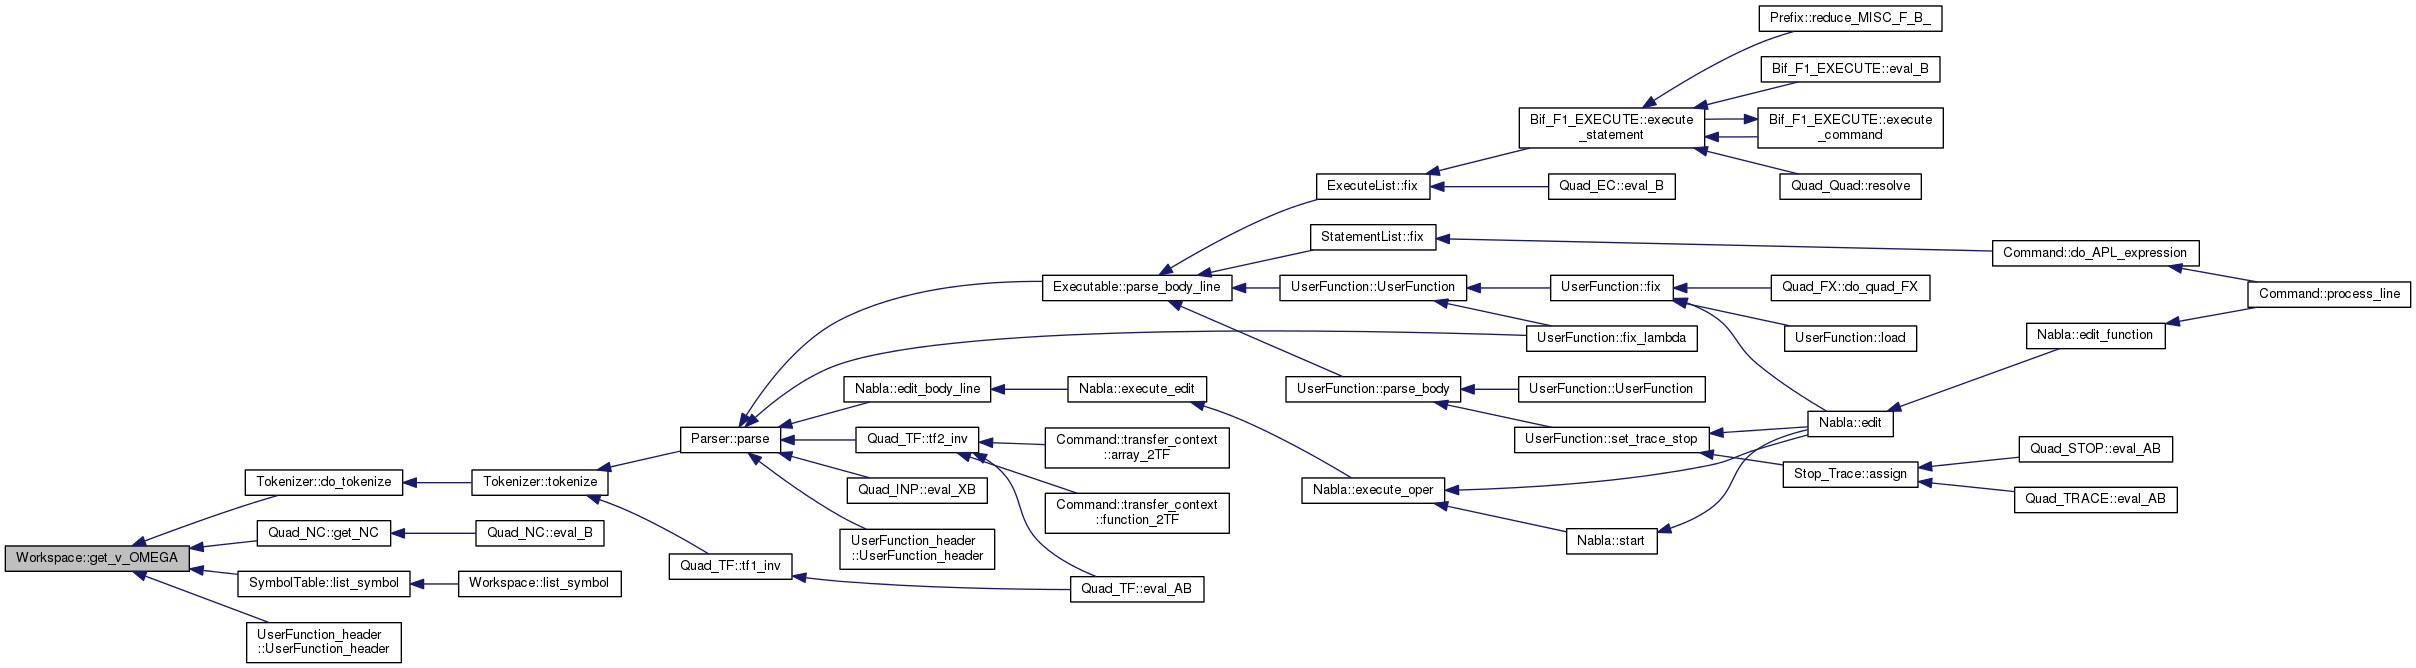 Prefix::reduce_MISC_F_B_
Bif_F1_EXECUTE::eval_B
Bif_F1_EXECUTE::execute
_statement
Bif_F1_EXECUTE::execute
_command
ExecuteList::fix
Quad_EC::eval_B
Quad_Quad::resolve
StatementList::fix
Command::do_APL_expression
Executable::parse_body_line
UserFunction::UserFunction
UserFunction::fix
Quad_FX::do_quad_FX
Command::process_line
UserFunction::fix_lambda
UserFunction::load
Nabla::edit_function
Nabla::edit_body_line
Nabla::execute_edit
UserFunction::parse_body
UserFunction::UserFunction
Parser::parse
Quad_TF::tf2_inv
Command::transfer_context
::array_2TF
UserFunction::set_trace_stop
Nabla::edit
Quad_STOP::eval_AB
Tokenizer::do_tokenize
Tokenizer::tokenize
Quad_INP::eval_XB
Nabla::execute_oper
Stop_Trace::assign
Quad_TRACE::eval_AB
Command::transfer_context
::function_2TF
Quad_NC::get_NC
Quad_NC::eval_B
UserFunction_header
::UserFunction_header
Nabla::start
Workspace::get_v_OMEGA
Quad_TF::tf1_inv
SymbolTable::list_symbol
Workspace::list_symbol
Quad_TF::eval_AB
UserFunction_header
::UserFunction_header